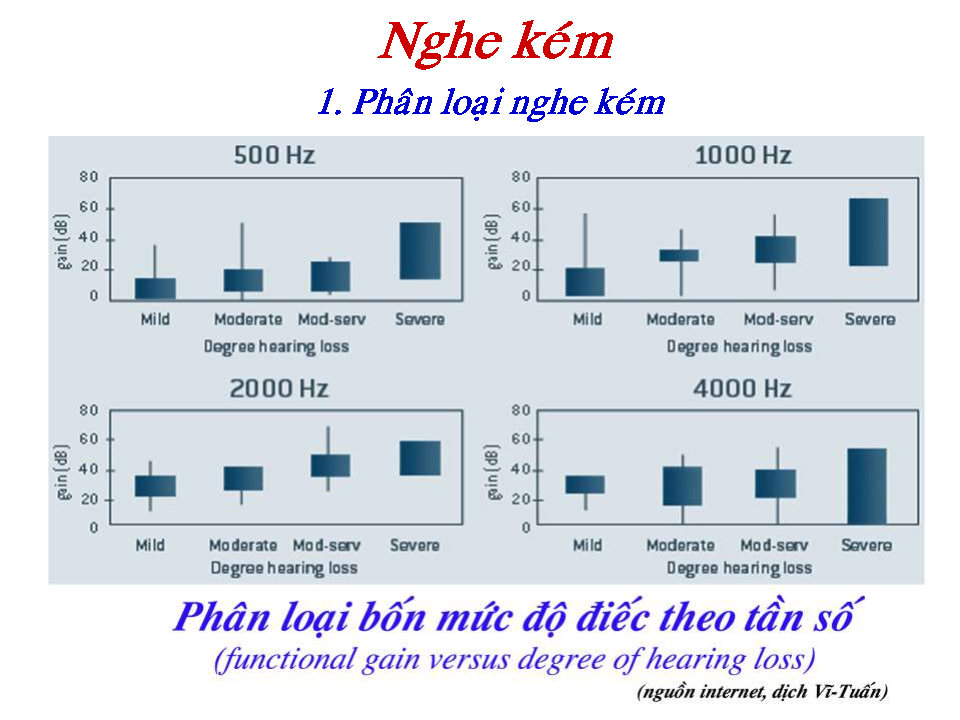 Nghe kém
1. Phân loại nghe kém
500 Hz
80
60
40
20
0
gain (dB)
Mild Moderate Mod-serv Severe
Degree hearing loss
1000 Hz
80
60
40
20
0
gain (dB)
Mild Moderate Mod-serv Severe
Degree hearing loss
2000 Hz
80
60
40
20
0
gain (dB)
Mild Moderate Mod-serv Severe
Degree hearing loss
4000 Hz
80
60
40
20
0
gain (dB)
Mild Moderate Mod-serv Severe
Degree hearing loss
Phân loại bốn mức độ điếc theo tần số
(functional gain versus degree of hearing loss)
(nguồn internet, dịch Vĩ-Tuấn)